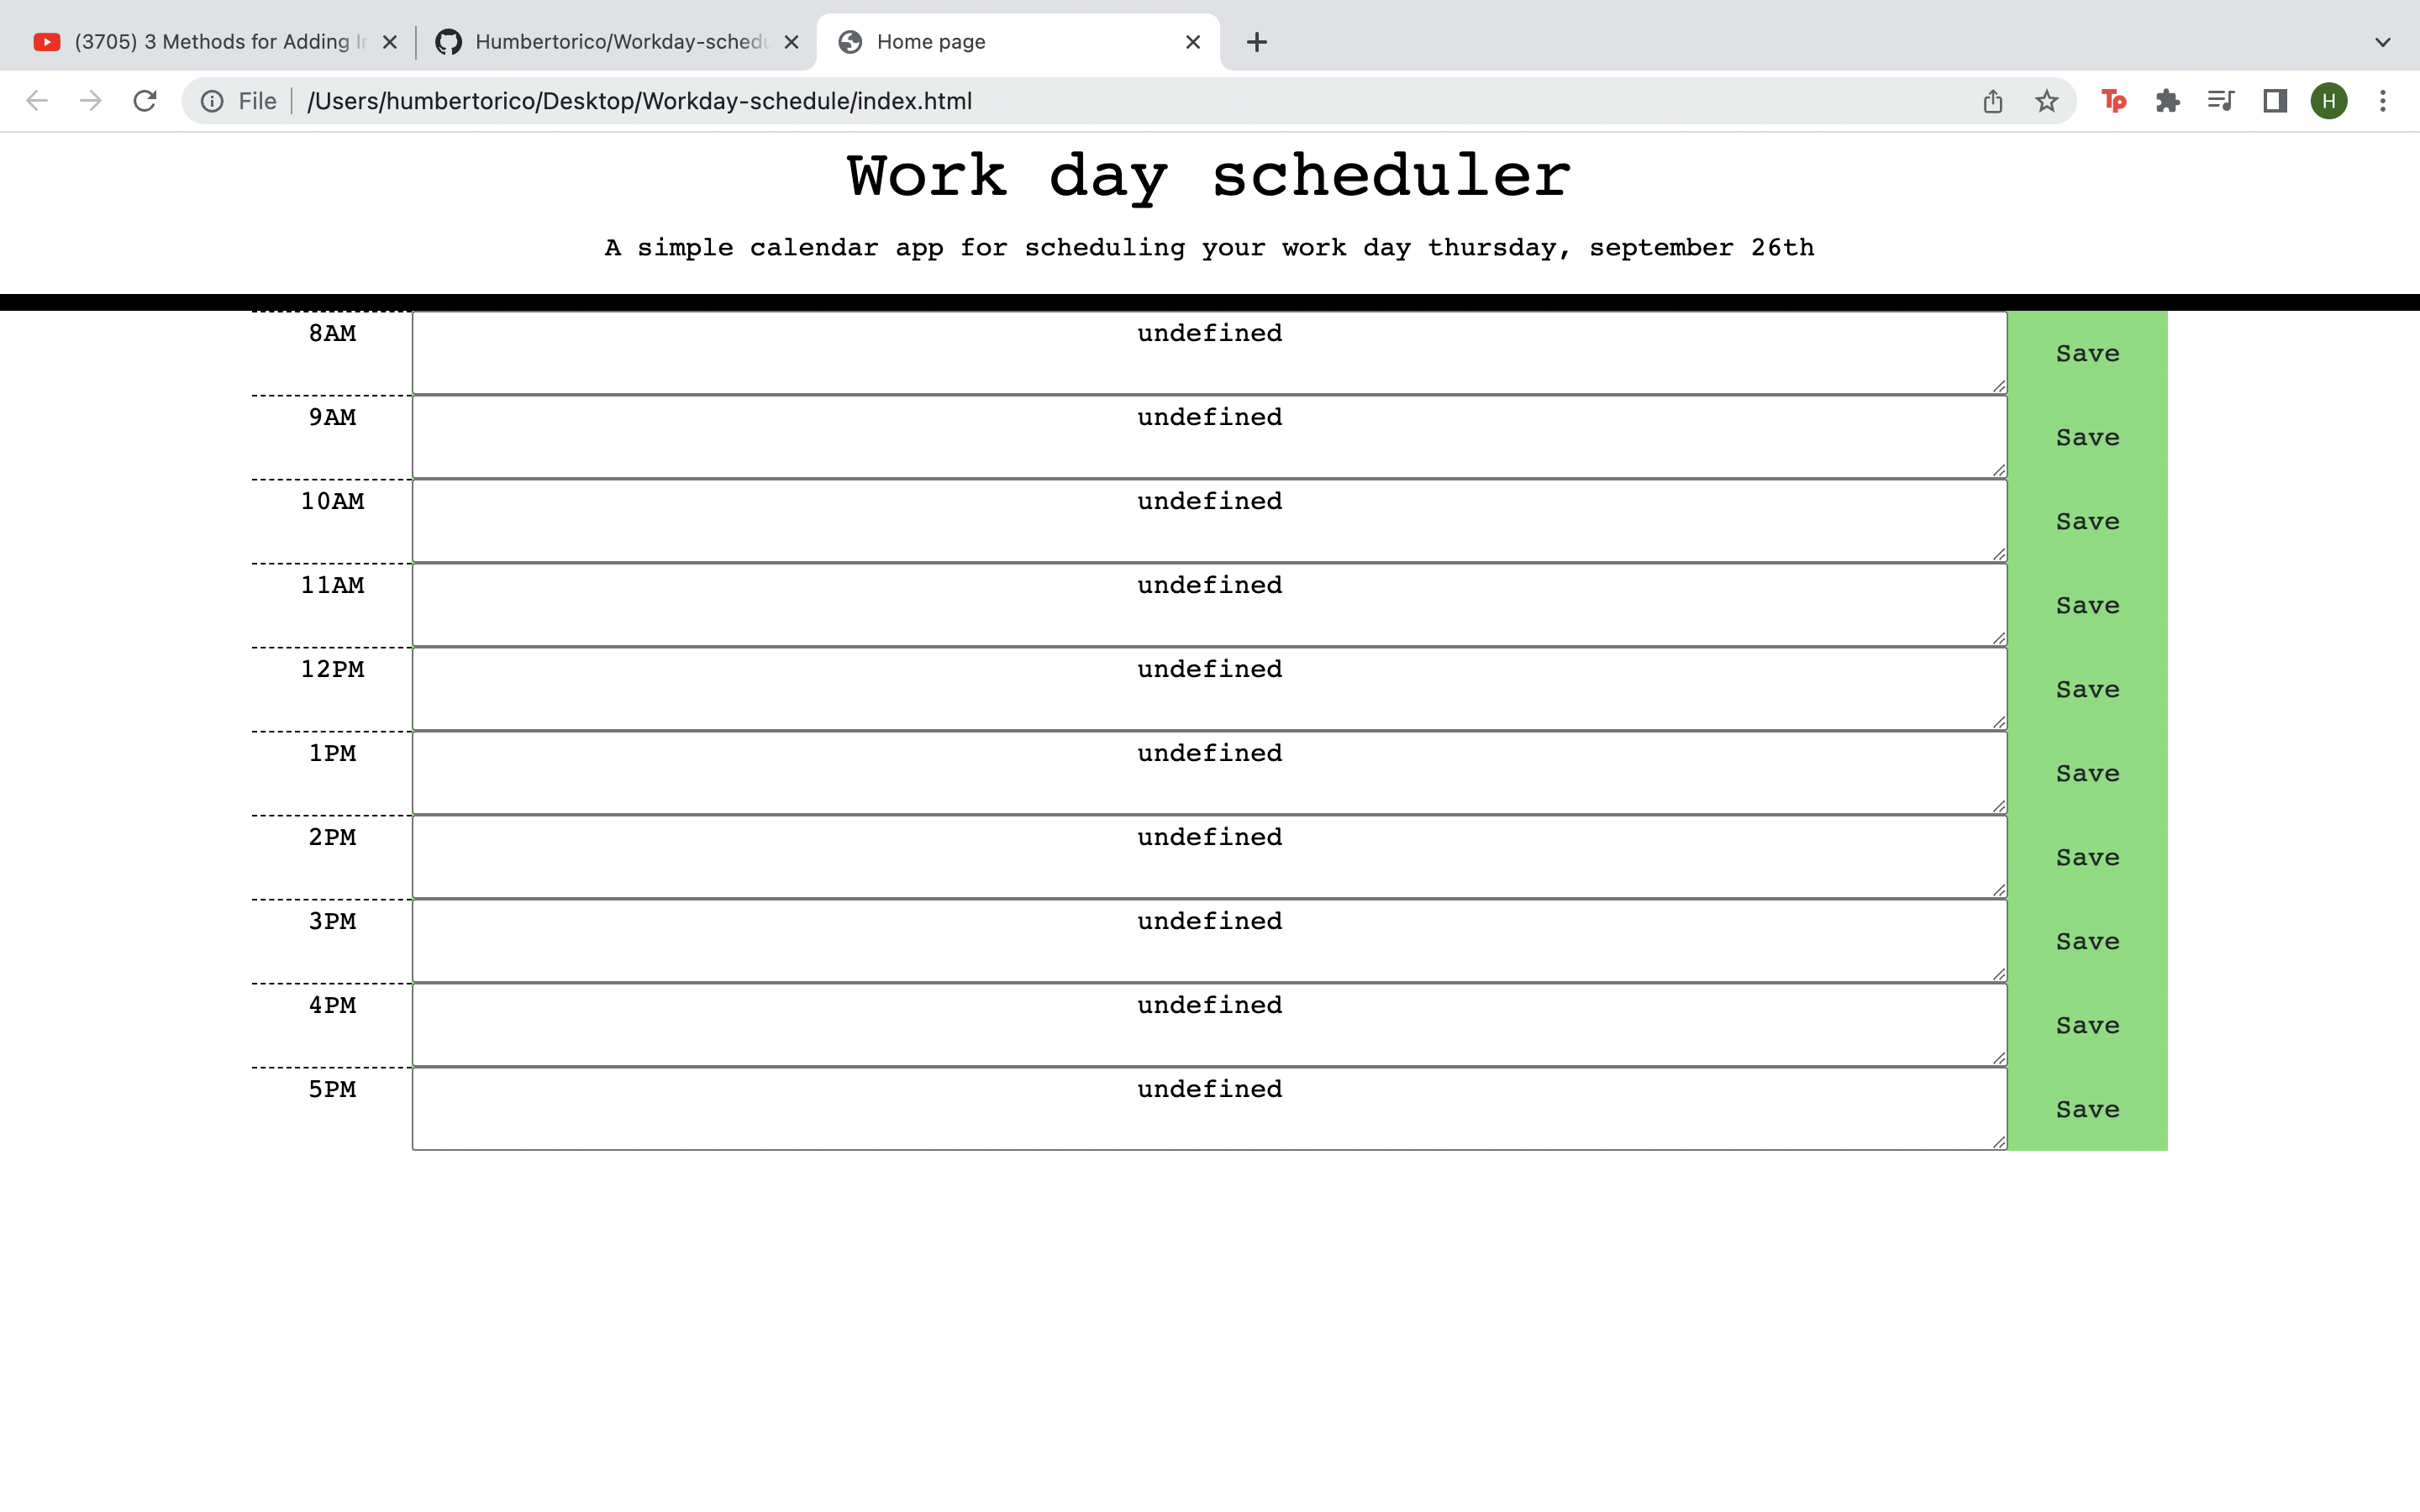 (3705) 3 Methods for Adding
Humbertorico/Workday-sched
Home page
File /Users/humbertorico/Desktop/Workday-schedule/index.html
Tp
H
Work day scheduler
A simple calendar app for scheduling your work day thursday, september 26th
8AM undefined Save
9AM undefined Save
10AM undefined Save
11AM undefined Save
12PM undefined Save
1PM undefined Save
2PM undefined Save
3PM undefined Save
4PM undefined Save
5PM undefined Save